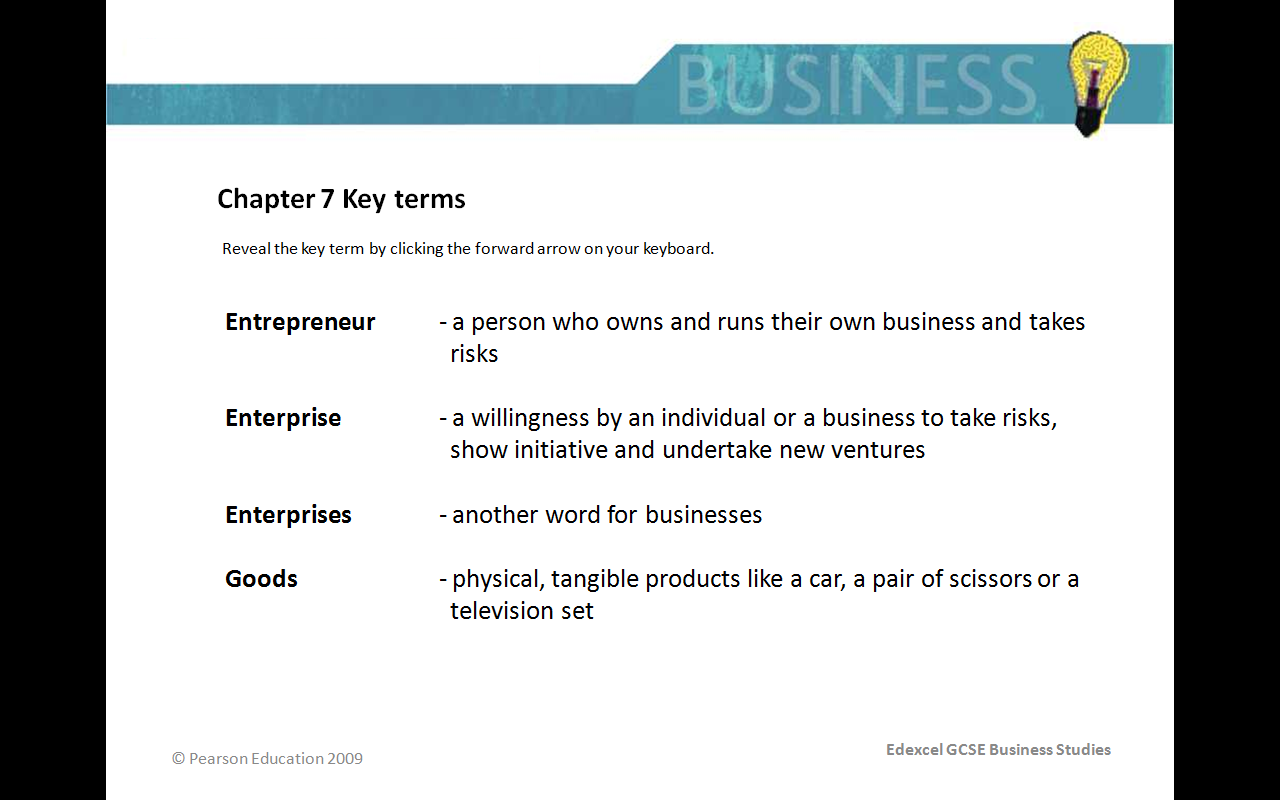 BUSINESS
Chapter 7 Key terms
Reveal the key term by clicking the forward arrow on your keyboard.
Entrepreneur - a person who owns and runs their own business and takes
risks
Enterprise - a willingness by an individual or a business to take risks,
show initiative and undertake new ventures
Enterprises - another word for businesses
Goods - physical, tangible products like a car, a pair of scissors or a
television set
© Pearson Education 2009
Edexcel GCSE Business Studies